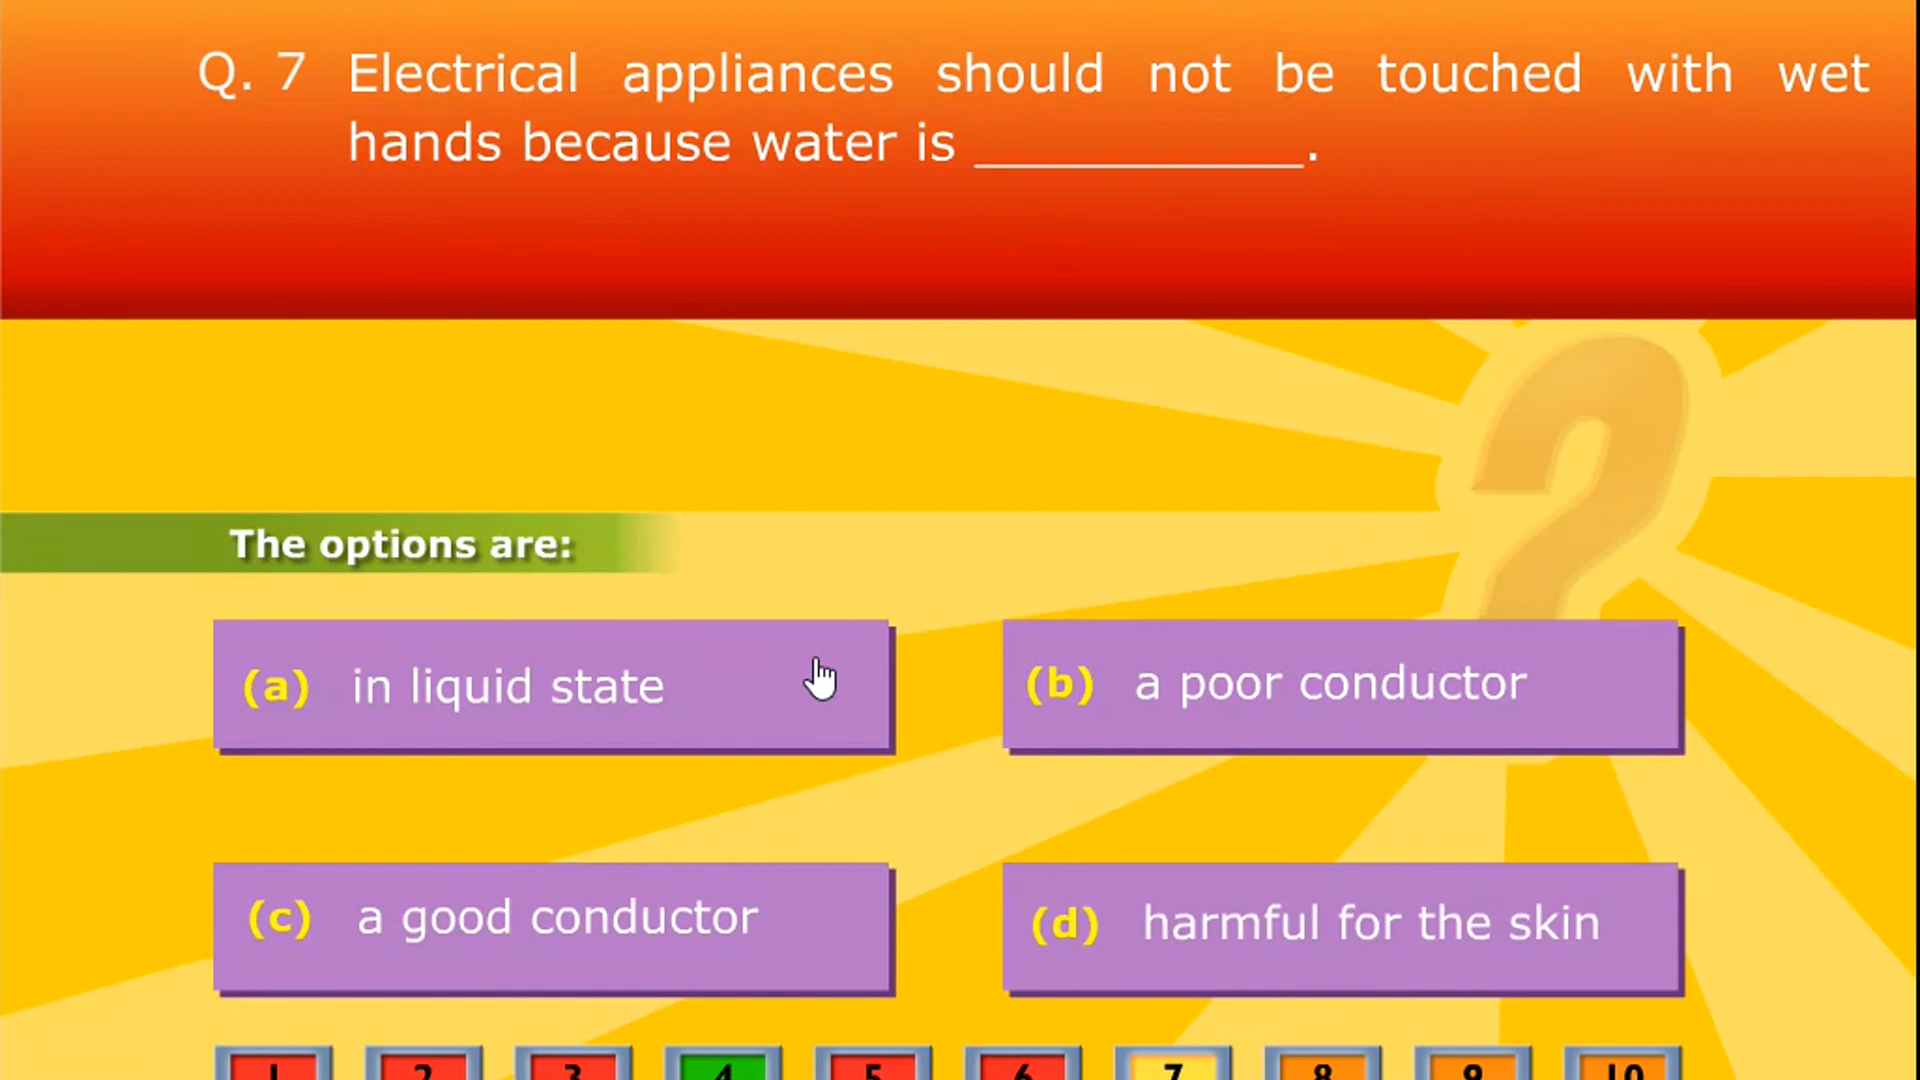 Q. 7 Electrical appliances should not be touched with wet
hands because water is ____________.
The options are:
(a) in liquid state
(b) a poor conductor
(c) a good conductor
(d) harmful for the skin
1 2 3 4 5 6 7 8 9 10